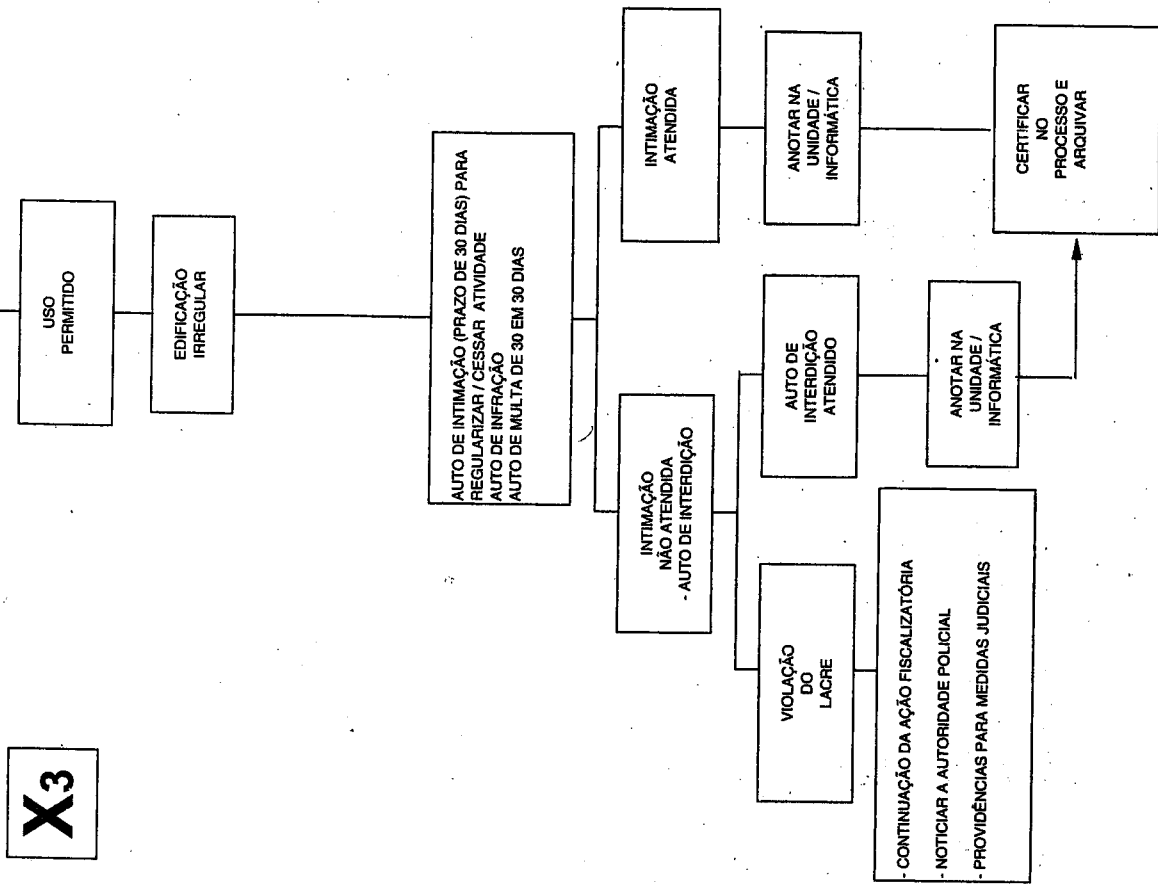 X3
USO
PERMITIDO
EDIFICAÇÃO
IRREGULAR
AUTO DE INTIMAÇÃO (PRAZO DE 30 DIAS) PARA
REGULARIZAR / CESSAR ATIVIDADE
AUTO DE INFRAÇÃO
AUTO DE MULTA DE 30 EM 30 DIAS
INTIMAÇÃO
NÃO ATENDIDA
- AUTO DE INTERDIÇÃO
INTIMAÇÃO
ATENDIDA
VIOLAÇÃO
DO
LACRE
AUTO DE
INTERDIÇÃO
ATENDIDO
ANOTAR NA
UNIDADE /
INFORMÁTICA
- CONTINUAÇÃO DA AÇÃO FISCALIZATÓRIA
- NOTICIAR A AUTORIDADE POLICIAL
- PROVIDÊNCIAS PARA MEDIDAS JUDICIAIS
ANOTAR NA
UNIDADE /
INFORMÁTICA
CERTIFICAR
NO
PROCESSO E
ARQUIVAR